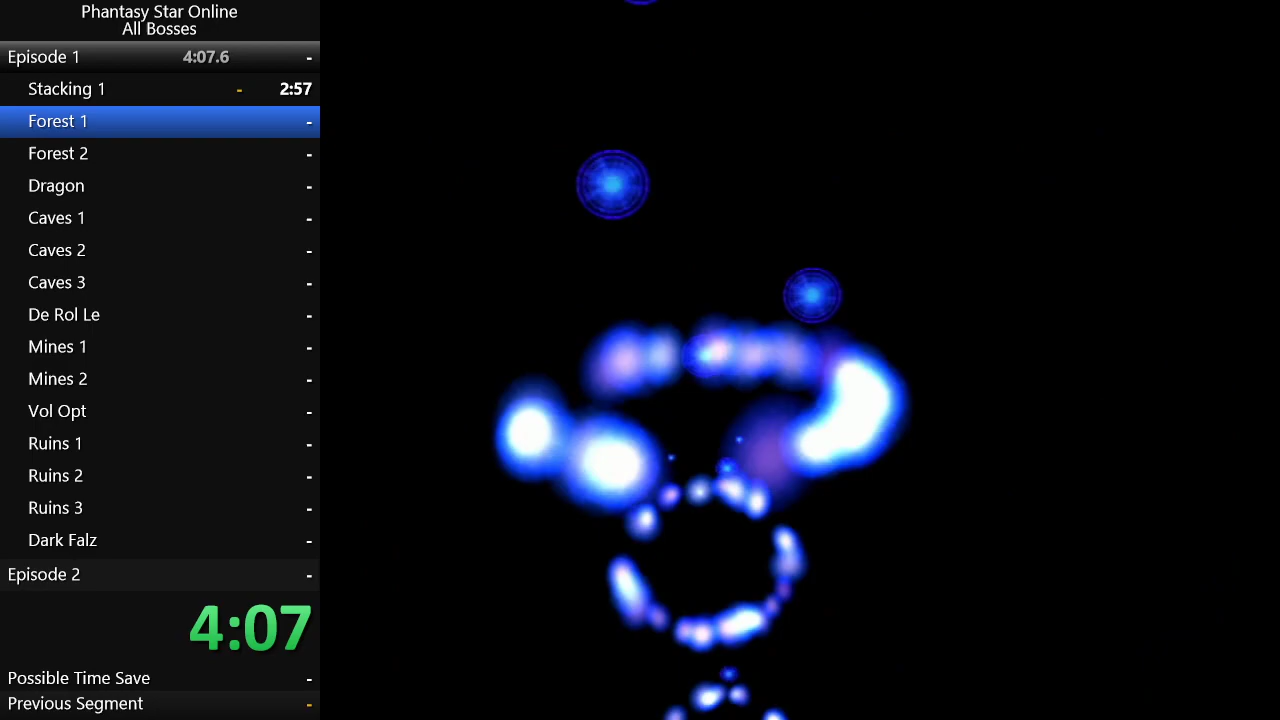 Phantasy Star Online
All Bosses
Episode 1 4:07.6 -
Stacking 1 - 2:57
Forest 1 -
Forest 2 -
Dragon -
Caves 1 -
Caves 2 -
Caves 3 -
De Rol Le -
Mines 1 -
Mines 2 -
Vol Opt -
Ruins 1 -
Ruins 2 -
Ruins 3 -
Dark Falz -
Episode 2 -
4:07
Possible Time Save -
Previous Segment -